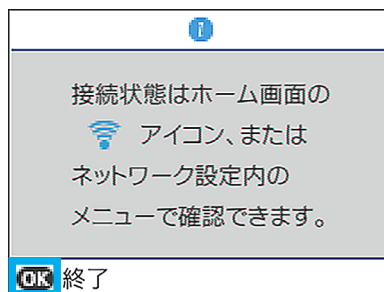 接続状態はホーム画面の
アイコン、または
ネットワーク設定内の
メニューで確認できます。
OK 終了